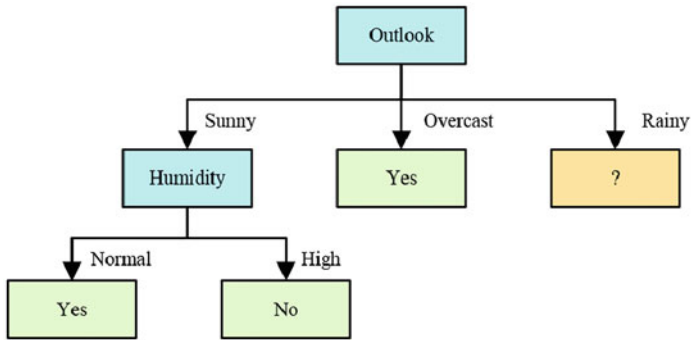 Outlook
Sunny
Overcast
Rainy
Humidity
Yes
?
Normal
High
Yes
No